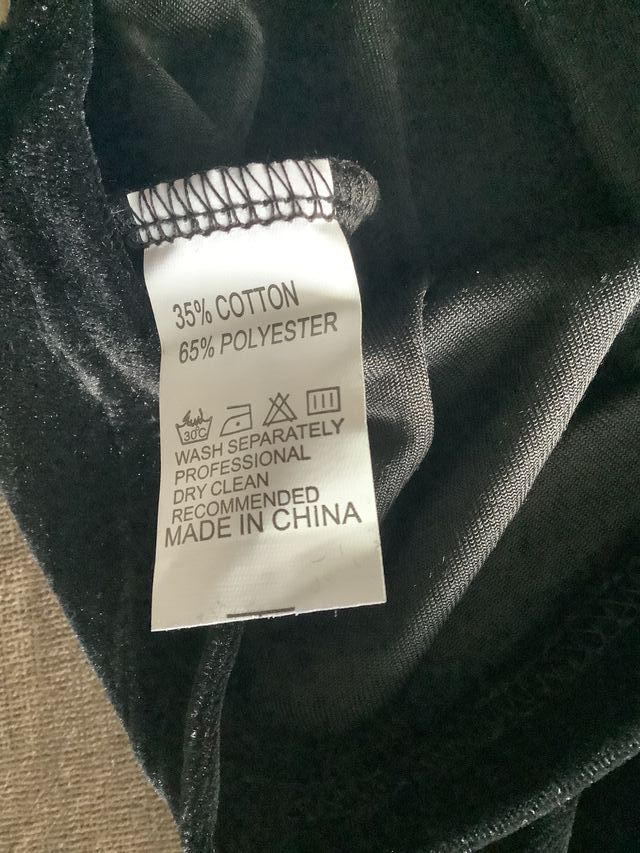 35% COTTON
65% POLYESTER
30°C
WASH SEPARATELY
PROFESSIONAL
DRY CLEAN
RECOMMENDED
MADE IN CHINA